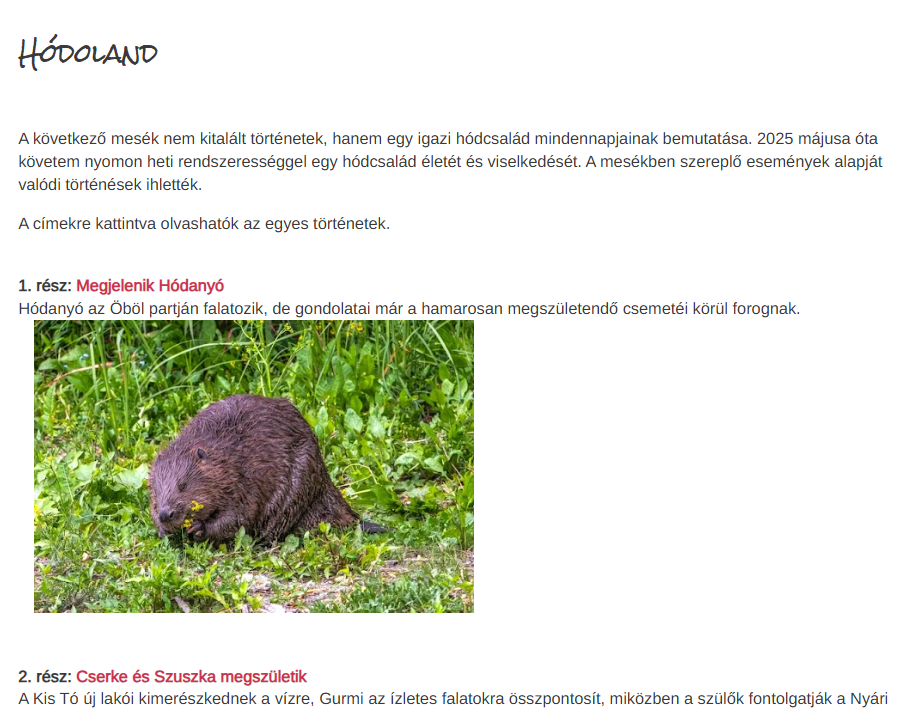 Hódoland
A következő mesék nem kitalált történetek, hanem egy igazi hódcsalád mindennapjainak bemutatása. 2025 májusa óta
követem nyomon heti rendszerességgel egy hódcsalád életét és viselkedését. A mesékben szereplő események alapját
valódi történések ihlették.
A címekre kattintva olvashatók az egyes történetek.
1. rész: Megjelenik Hódanyó
Hódanyó az Öböl partján falatozik, de gondolatai már a hamarosan megszületendő csemetéi körül forognak.
2. rész: Cserke és Szuszka megszületik
A Kis Tó új lakói kimerészkednek a vízre, Gurmi az ízletes falatokra összpontosít, miközben a szülők fontolgatják a Nyári